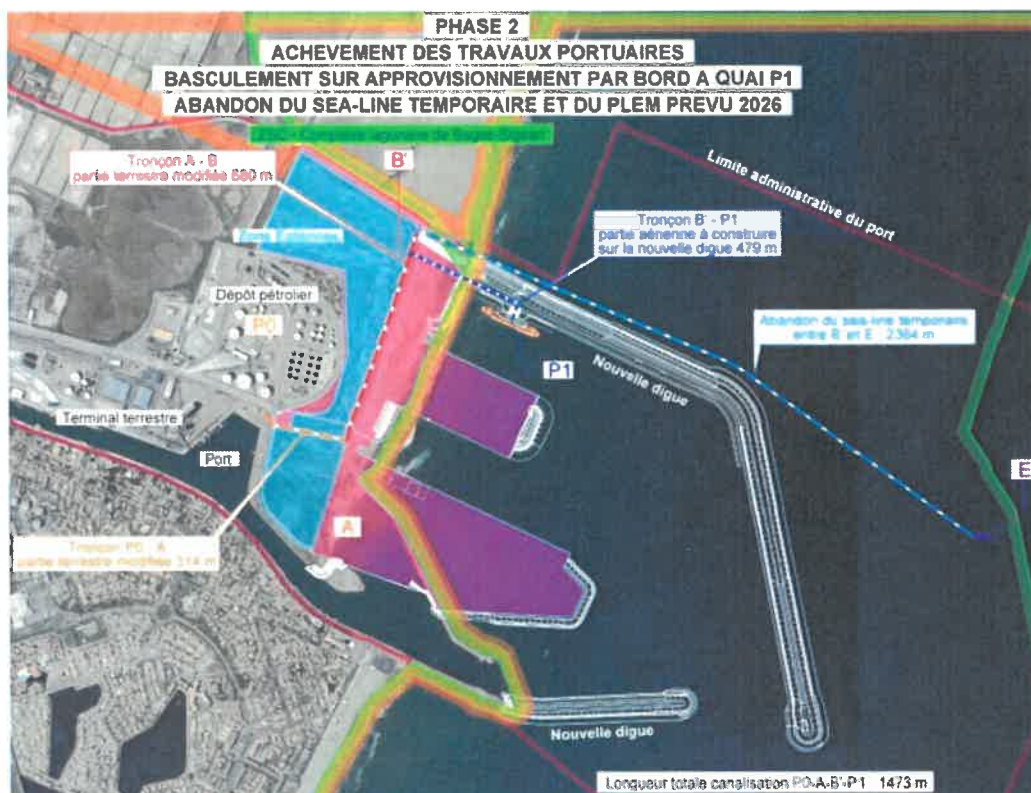 PHASE 2
ACHEVEMENT DES TRAVAUX PORTUAIRES
BASCULEMENT SUR APPROVISIONNEMENT PAR BORD A QUAI P1
ABANDON DU SEA-LINE TEMPORAIRE ET DU PLEM PREVU 2026
Tronçon A - B
partie terrestre modifiée 680 m
B'
Limite administrative du port
Tronçon B' - P1
partie aérienne à construire
sur la nouvelle digue 479 m
Dépôt pétrolier
P0
Abandon du sea-line temporaire
entre B et E 2364 m
P1
Nouvelle digue
Terminal terrestre
Port
E
A
Tronçon P0 - A
partie terrestre modifiée 314 m
Nouvelle digue
Longueur totale canalisation P0-A-B'-P1 1473 m